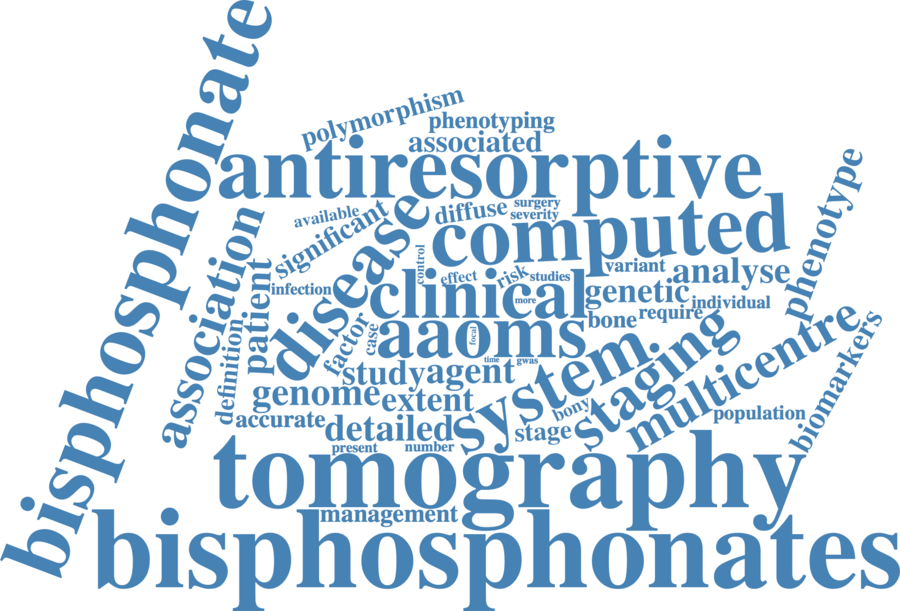 bisphosphonate
polymorphism
phenotyping
associated
antiresorptive
available
significant
disease
diffuse
surgery
severity
computed
phenotype
association
patient
infection
control
effect
risk
studies
variant
analyse
clinical
more
genetic
individual
definition
factor
case
aaoms
focal
bone
require
time
gwas
study
agent
system.
staging
multicentre
biomarkers
genome
extent
bony
population
accurate
detailed
stage
present
number
tomography
management
bisphosphonates